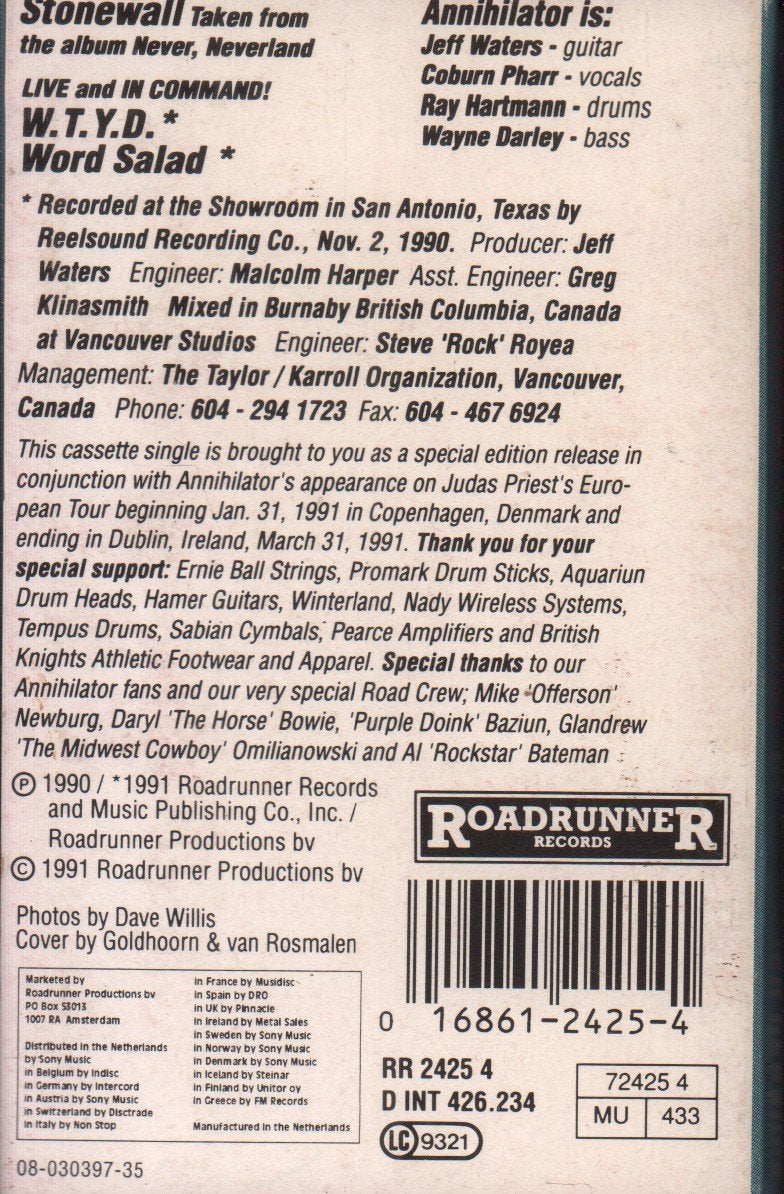 Stonewall Taken from
the album Never, Neverland
LIVE and IN COMMAND!
W.T.Y.D. *
Word Salad *
Annihilator is:
Jeff Waters - guitar
Coburn Pharr - vocals
Ray Hartmann - drums
Wayne Darley - bass
* Recorded at the Showroom in San Antonio, Texas by
Reelsound Recording Co., Nov. 2, 1990. Producer: Jeff
Waters Engineer: Malcolm Harper Asst. Engineer: Greg
Klinasmith Mixed in Burnaby British Columbia, Canada
at Vancouver Studios Engineer: Steve 'Rock' Royea
Management: The Taylor / Karroll Organization, Vancouver,
Canada Phone: 604 - 294 1723 Fax: 604 - 467 6924
This cassette single is brought to you as a special edition release in
conjunction with Annihilator's appearance on Judas Priest's Euro-
pean Tour beginning Jan. 31, 1991 in Copenhagen, Denmark and
ending in Dublin, Ireland, March 31, 1991. Thank you for your
special support: Ernie Ball Strings, Promark Drum Sticks, Aquariun
Drum Heads, Hamer Guitars, Winterland, Nady Wireless Systems,
Tempus Drums, Sabian Cymbals, Pearce Amplifiers and British
Knights Athletic Footwear and Apparel. Special thanks to our
Annihilator fans and our very special Road Crew; Mike 'Offerson'
Newburg, Daryl 'The Horse' Bowie, 'Purple Doink' Baziun, Glandrew
'The Midwest Cowboy' Omilianowski and Al 'Rockstar' Bateman
Ⓟ 1990 / *1991 Roadrunner Records
and Music Publishing Co., Inc. /
Roadrunner Productions bv
© 1991 Roadrunner Productions bv
Photos by Dave Willis
Cover by Goldhoorn & van Rosmalen
Marketed by
Roadrunner Productions bv
PO Box 53013
1007 RA Amsterdam
Distributed in the Netherlands
by Sony Music
in Belgium by Indisc
in Germany by Intercord
in Austria by Sony Music
in Switzerland by Disctrade
in Italy by Non Stop
in France by Musidisc
in Spain by DRO
in UK by Pinnacle
in Ireland by Metal Sales
in Sweden by Sony Music
in Norway by Sony Music
in Denmark by Sony Music
in Iceland by Steinar
in Finland by Unitor oy
in Greece by FM Records
Manufactured in the Netherlands
08-030397-35
ROADRUNNER
RECORDS
0 16861-2425-4
RR 2425 4
D INT 426.234
LC 9321
72425 4
MU 433